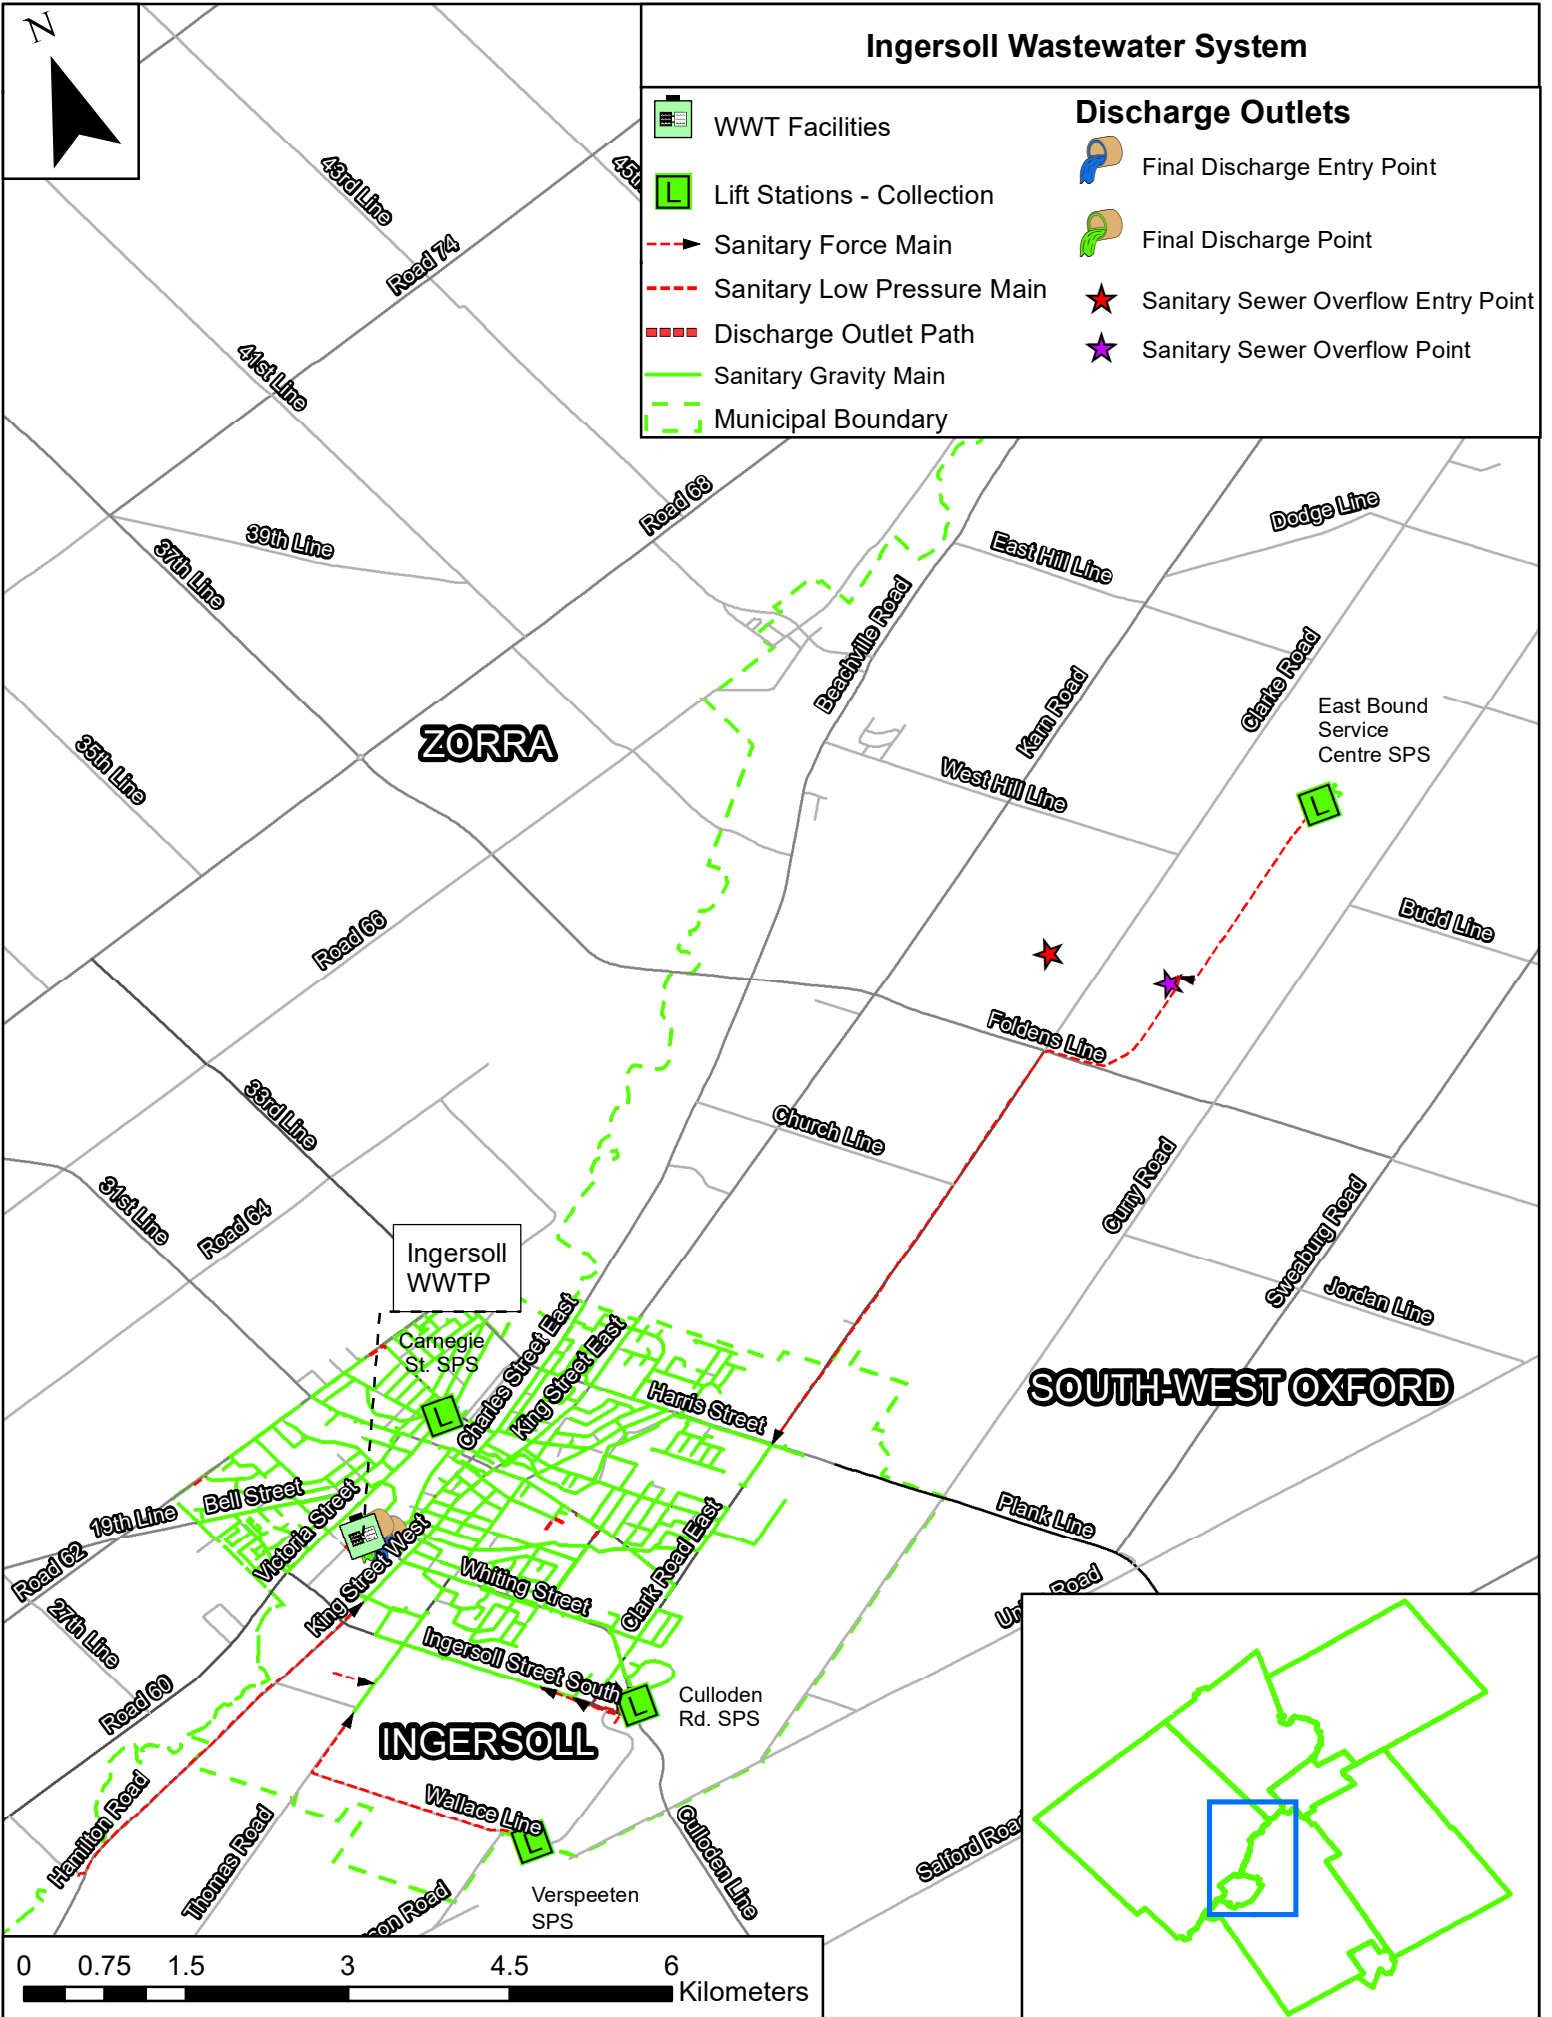 N
Ingersoll Wastewater System
WWT Facilities
L
Lift Stations - Collection
Sanitary Force Main
Sanitary Low Pressure Main
Discharge Outlet Path
Sanitary Gravity Main
Municipal Boundary
Discharge Outlets
Final Discharge Entry Point
Final Discharge Point
Sanitary Sewer Overflow Entry Point
Sanitary Sewer Overflow Point
43rd Line
Road 74
41st Line
Road 68
39th Line
37th Line
Dodge Line
East Hill Line
Beachville Road
Clarke Road
Karn Road
East Bound
Service
Centre SPS
L
ZORRA
35th Line
West Hill Line
Budd Line
Road 66
Foldens Line
33rd Line
Church Line
31st Line
Road 64
Curry Road
Sweaburg Road
Jordan Line
Ingersoll
WWTP
Carnegie
St. SPS
L
Charles Street East
King Street East
Harris Street
SOUTH-WEST OXFORD
Bell Street
19th Line
Victoria Street
King Street West
Plank Line
Clark Road East
Whiting Street
Road 62
27th Line
Road
Ingersoll Street South
L
Culloden
Rd. SPS
Road 60
INGERSOLL
Hamilton Road
Thomas Road
Wallace Line
L
Culloden Line
Salford Road
Verspeeten
SPS
son Road
0 0.75 1.5 3 4.5 6
Kilometers